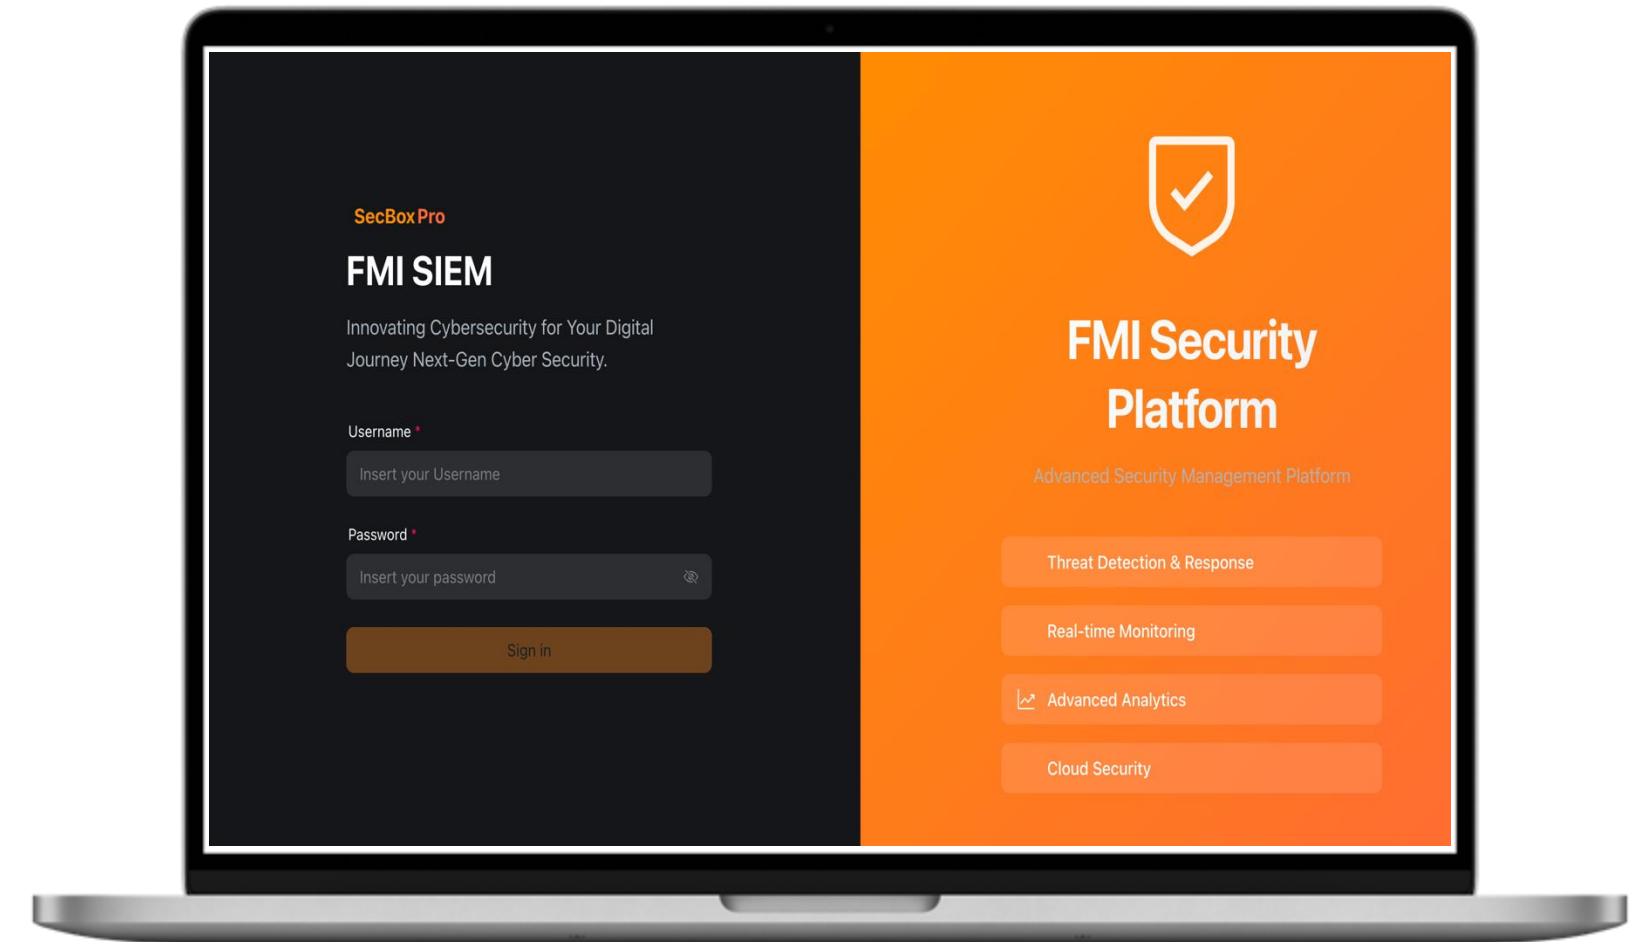 SecBox Pro
FMI SIEM
Innovating Cybersecurity for Your Digital
Journey Next-Gen Cyber Security.
Username *
Insert your Username
Password *
Insert your password
Sign in
FMI Security
Platform
Advanced Security Management Platform
Threat Detection & Response
Real-time Monitoring
Advanced Analytics
Cloud Security